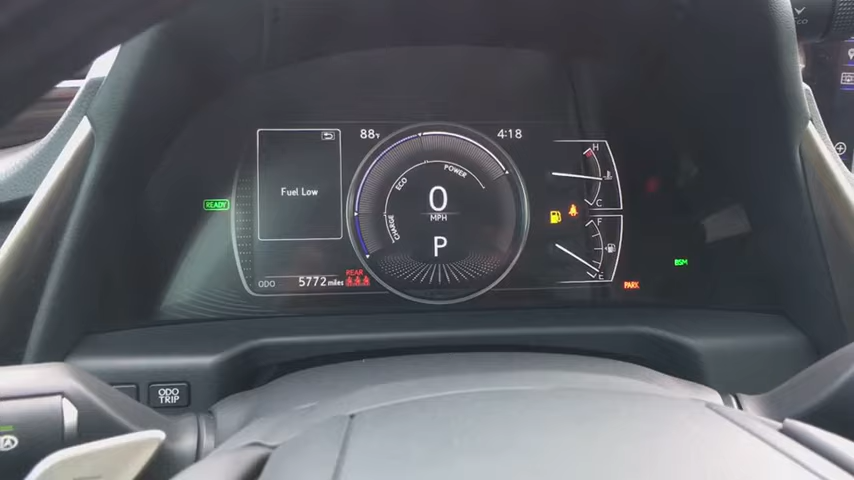 88°F
4:18
H
POWER
ECO
Fuel Low
0
MPH
READY
C
F
CHARGE
P
BSM
E
REAR
ODO 5772 miles
PARK
ODO
TRIP